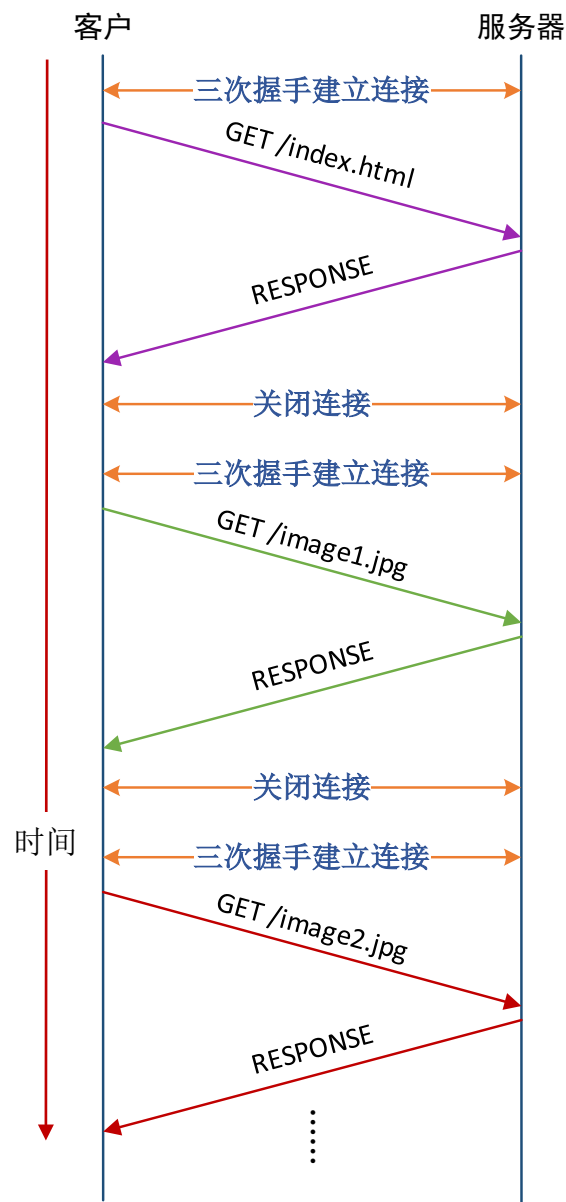 客户
服务器
三次握手建立连接
GET /index.html
RESPONSE
关闭连接
三次握手建立连接
GET /image1.jpg
RESPONSE
关闭连接
时间
三次握手建立连接
GET /image2.jpg
RESPONSE
……